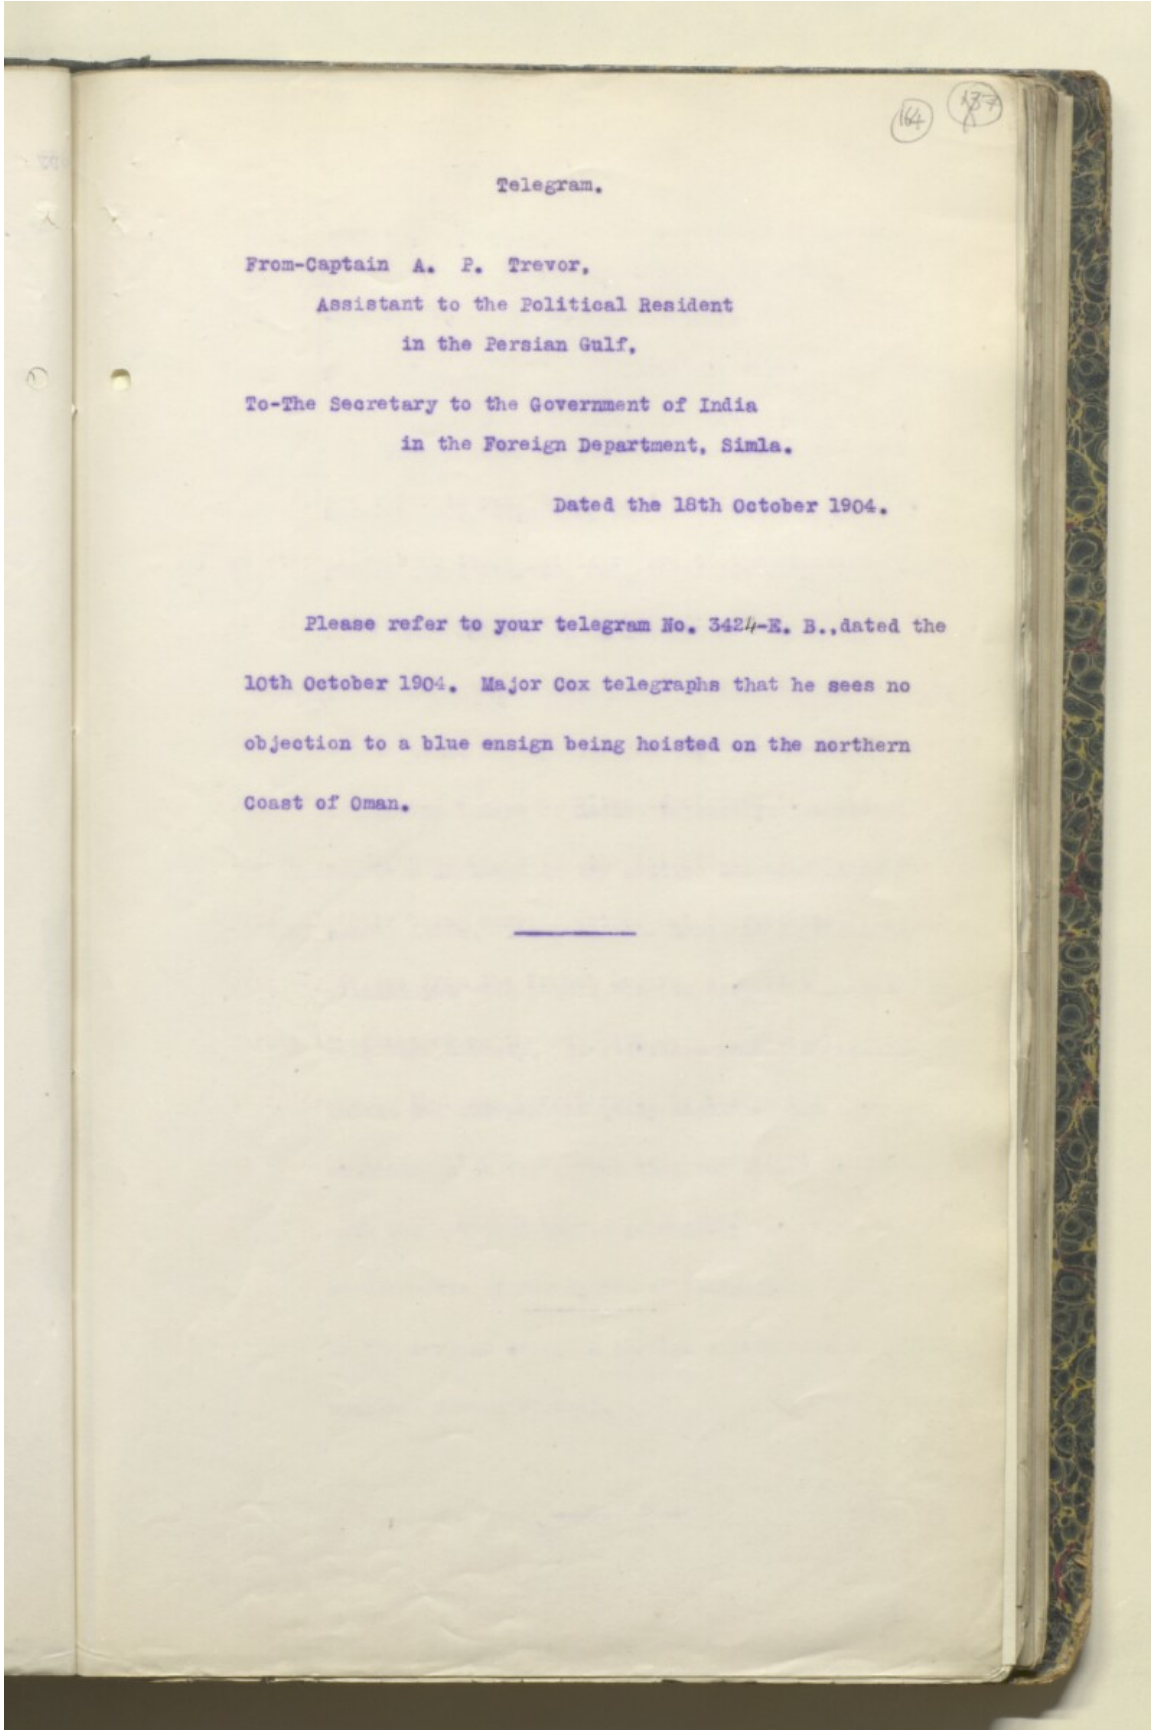 164
Telegram.
From-Captain A. P. Trevor,
Assistant to the Political Resident
in the Persian Gulf,
To-The Secretary to the Government of India
in the Foreign Department, Simla.
Dated the 18th October 1904.
Please refer to your telegram No. 3424-E. B.,dated the
10th October 1904. Major Cox telegraphs that he sees no
objection to a blue ensign being hoisted on the northern
Coast of Oman.